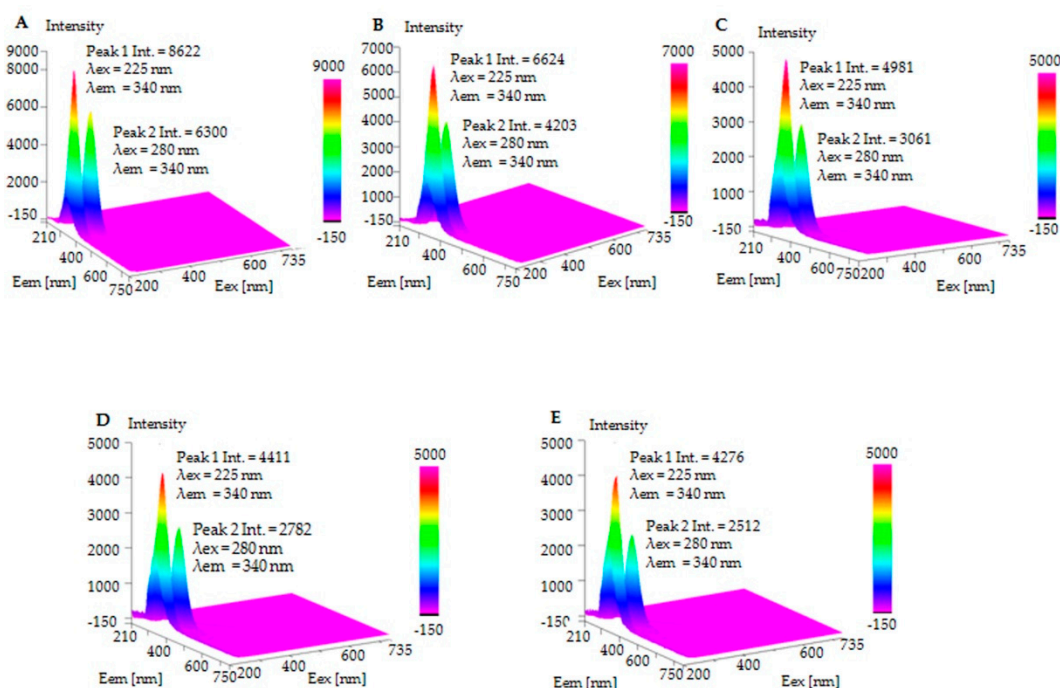 A Intensity
9000
8000
6000
4000
2000
-150
Peak 1 Int. = 8622
λex = 225 nm
λem = 340 nm
Peak 2 Int. = 6300
λex = 280 nm
λem = 340 nm
9000
-150
210
400
600
750
200
400
600
735
Eem [nm]
Eex [nm]
B Intensity
7000
6000
5000
4000
3000
2000
1000
-150
Peak 1 Int. = 6624
λex = 225 nm
λem = 340 nm
Peak 2 Int. = 4203
λex = 280 nm
λem = 340 nm
7000
-150
210
400
600
750
200
400
600
735
Eem [nm]
Eex [nm]
C Intensity
5000
4000
3000
2000
1000
-150
Peak 1 Int. = 4981
λex = 225 nm
λem = 340 nm
Peak 2 Int. = 3061
λex = 280 nm
λem = 340 nm
5000
-150
210
400
600
750
200
400
600
735
Eem [nm]
Eex [nm]
D Intensity
5000
4000
3000
2000
1000
-150
Peak 1 Int. = 4411
λex = 225 nm
λem = 340 nm
Peak 2 Int. = 2782
λex = 280 nm
λem = 340 nm
5000
-150
210
400
600
750
200
400
600
735
Eem [nm]
Eex [nm]
E Intensity
5000
4000
3000
2000
1000
-150
Peak 1 Int. = 4276
λex = 225 nm
λem = 340 nm
Peak 2 Int. = 2512
λex = 280 nm
λem = 340 nm
5000
-150
210
400
600
750
200
400
600
735
Eem [nm]
Eex [nm]